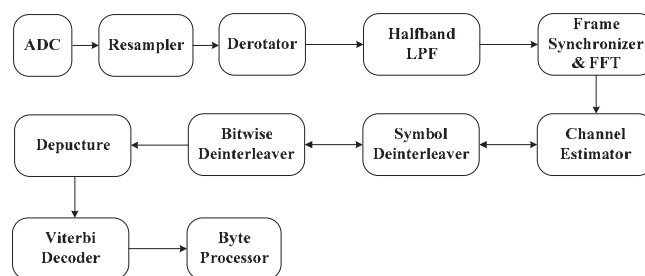 ADC
Resampler
Derotator
Halfband
LPF
Frame
Synchronizer
& FFT
Depucture
Bitwise
Deinterleaver
Symbol
Deinterleaver
Channel
Estimator
Viterbi
Decoder
Byte
Processor